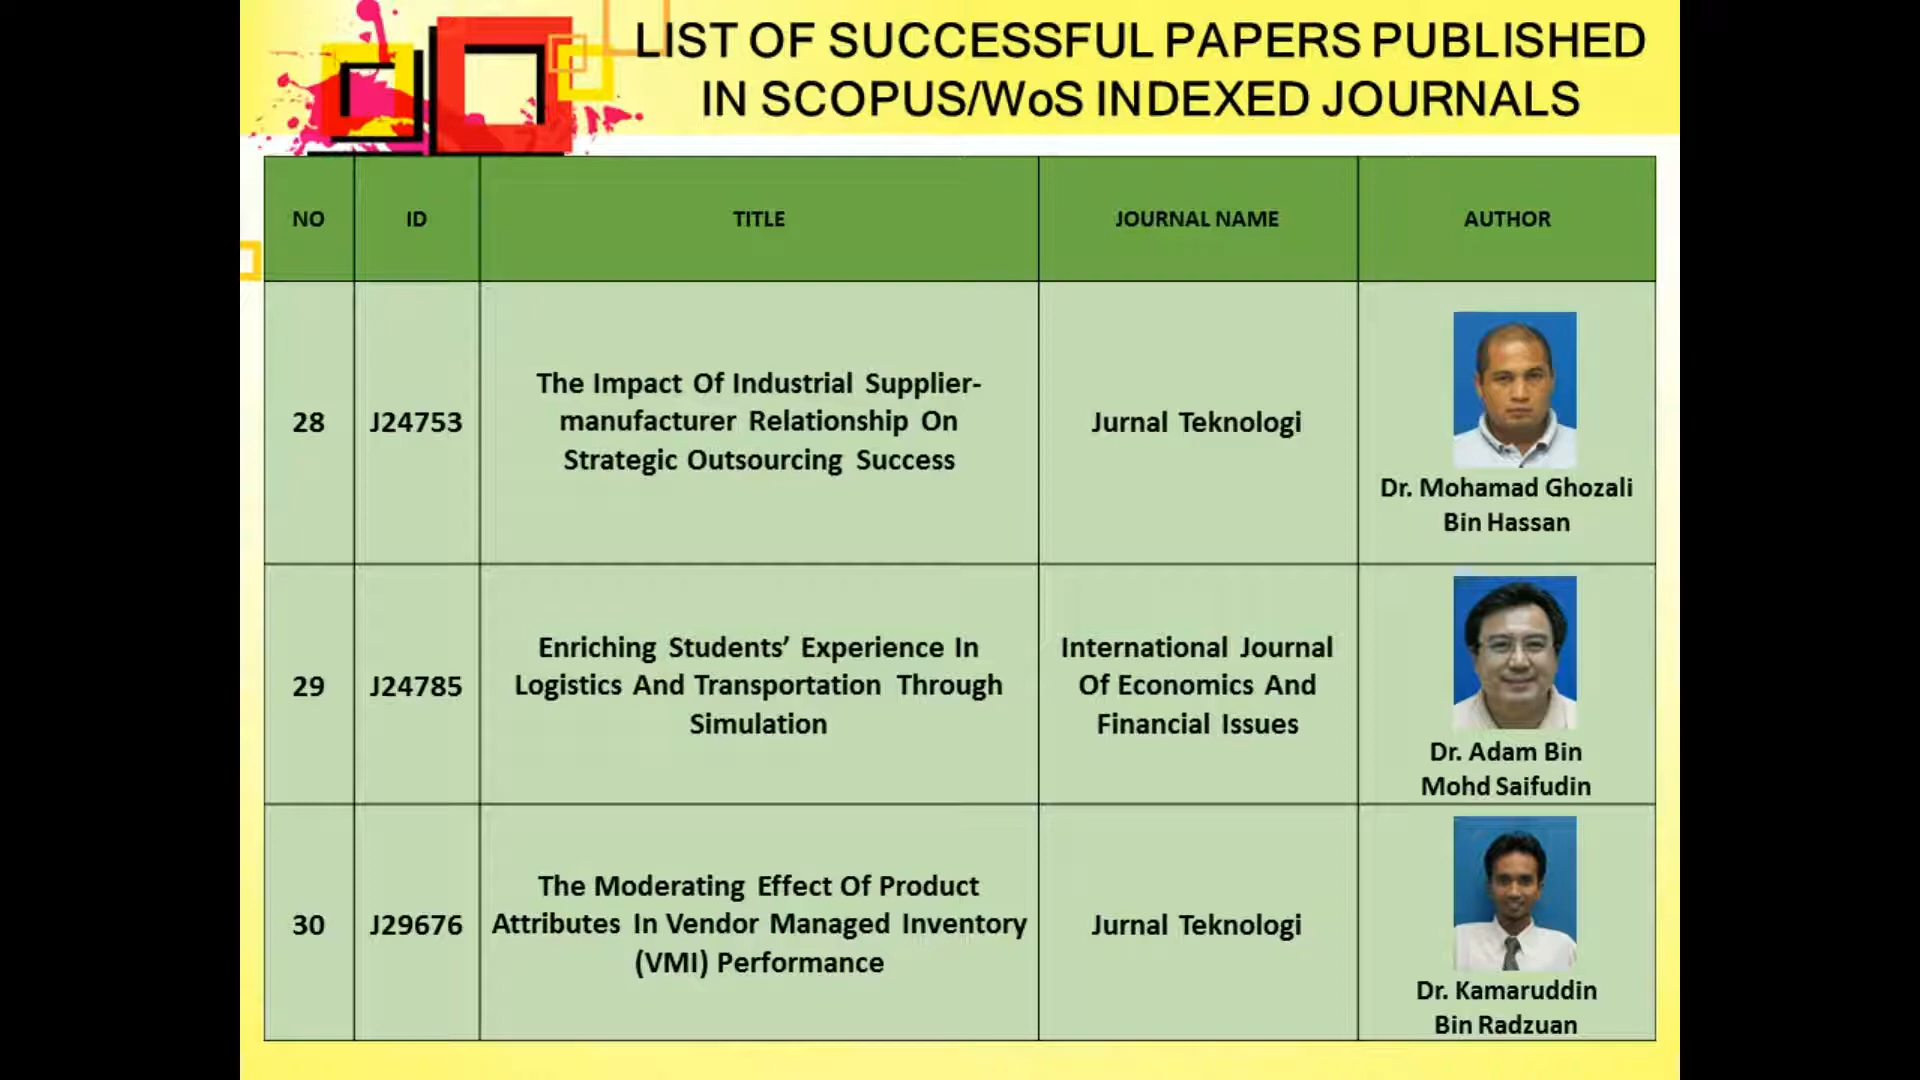 LIST OF SUCCESSFUL PAPERS PUBLISHED
IN SCOPUS/WoS INDEXED JOURNALS
NO
ID
TITLE
JOURNAL NAME
AUTHOR
28
J24753
The Impact Of Industrial Supplier-
manufacturer Relationship On
Strategic Outsourcing Success
Jurnal Teknologi
Dr. Mohamad Ghozali
Bin Hassan
29
J24785
Enriching Students’ Experience In
Logistics And Transportation Through
Simulation
International Journal
Of Economics And
Financial Issues
Dr. Adam Bin
Mohd Saifudin
30
J29676
The Moderating Effect Of Product
Attributes In Vendor Managed Inventory
(VMI) Performance
Jurnal Teknologi
Dr. Kamaruddin
Bin Radzuan